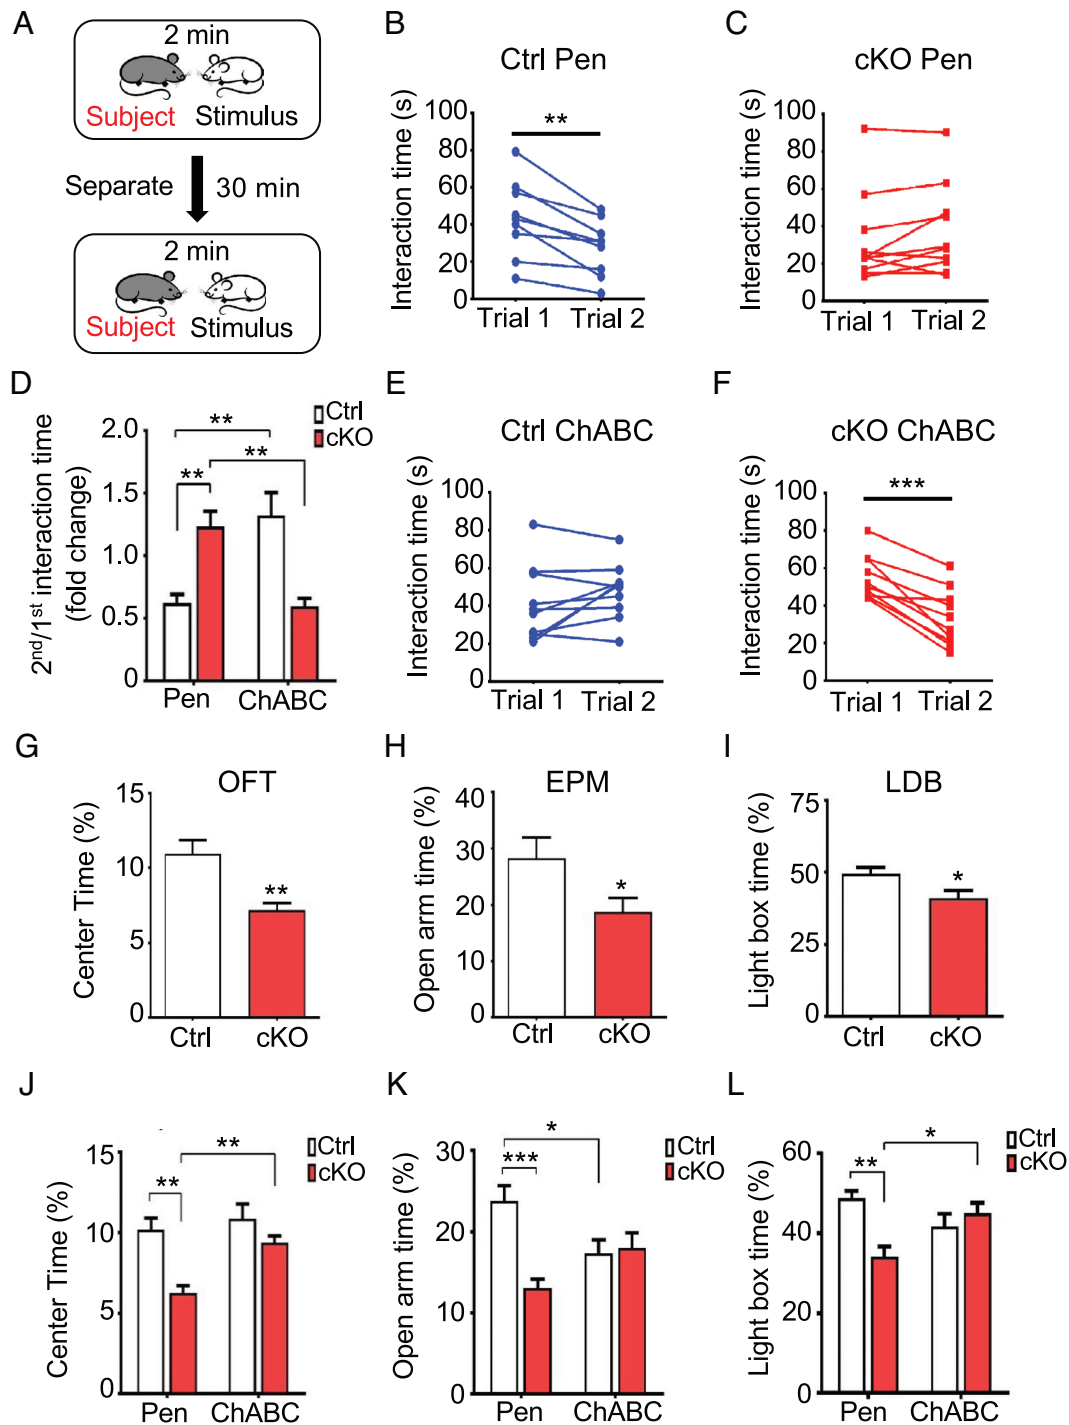 A
2 min
Subject Stimulus
Separate 30 min
2 min
Subject Stimulus
B
Ctrl Pen
Interaction time (s)
100
80
60
40
20
0
**
Trial 1 Trial 2
C
cKO Pen
Interaction time (s)
100
80
60
40
20
0
Trial 1 Trial 2
D
2nd/1st interaction time
(fold change)
2.0
1.5
1.0
0.5
0
**
**
**
Ctrl
cKO
Pen ChABC
E
Ctrl ChABC
Interaction time (s)
100
80
60
40
20
0
Trial 1 Trial 2
F
cKO ChABC
Interaction time (s)
100
80
60
40
20
0
***
Trial 1 Trial 2
G
OFT
Center Time (%)
15
10
5
0
**
Ctrl cKO
H
EPM
Open arm time (%)
40
30
20
10
0
*
Ctrl cKO
I
LDB
Light box time (%)
75
50
25
0
*
Ctrl cKO
J
Center Time (%)
15
10
5
0
**
**
Ctrl
cKO
Pen ChABC
K
Open arm time (%)
30
20
10
0
*
***
Ctrl
cKO
Pen ChABC
L
Light box time (%)
60
40
20
0
*
**
Ctrl
cKO
Pen ChABC